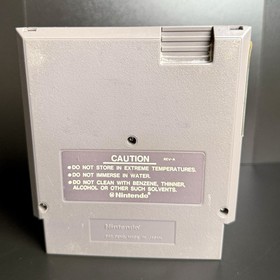 CAUTION
●DO NOT STORE IN EXTREME TEMPERATURES.
●DO NOT IMMERSE IN WATER.
●DO NOT CLEAN WITH BENZENE, THINNER,
ALCOHOL OR OTHER SUCH SOLVENTS.
Nintendo®
Nintendo